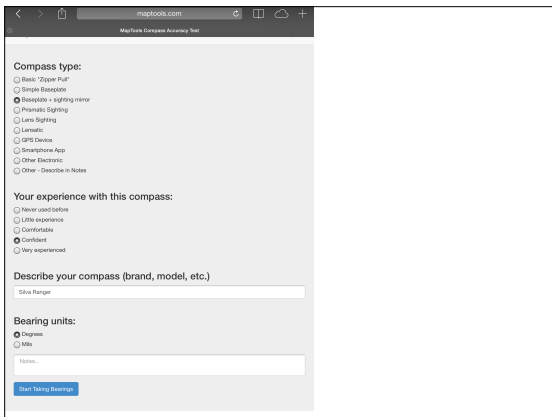 maptools.com
MapTools Compass Accuracy Test
Compass type:
Basic "Zipper Pull"
Simple Baseplate
Baseplate + sighting mirror
Prismatic Sighting
Lens Sighting
Lensatic
GPS Device
Smartphone App
Other Electronic
Other - Describe in Notes
Your experience with this compass:
Never used before
Little experience
Comfortable
Confident
Very experienced
Describe your compass (brand, model, etc.)
Silva Ranger
Bearing units:
Degrees
Mils
Notes...
Start Taking Bearings